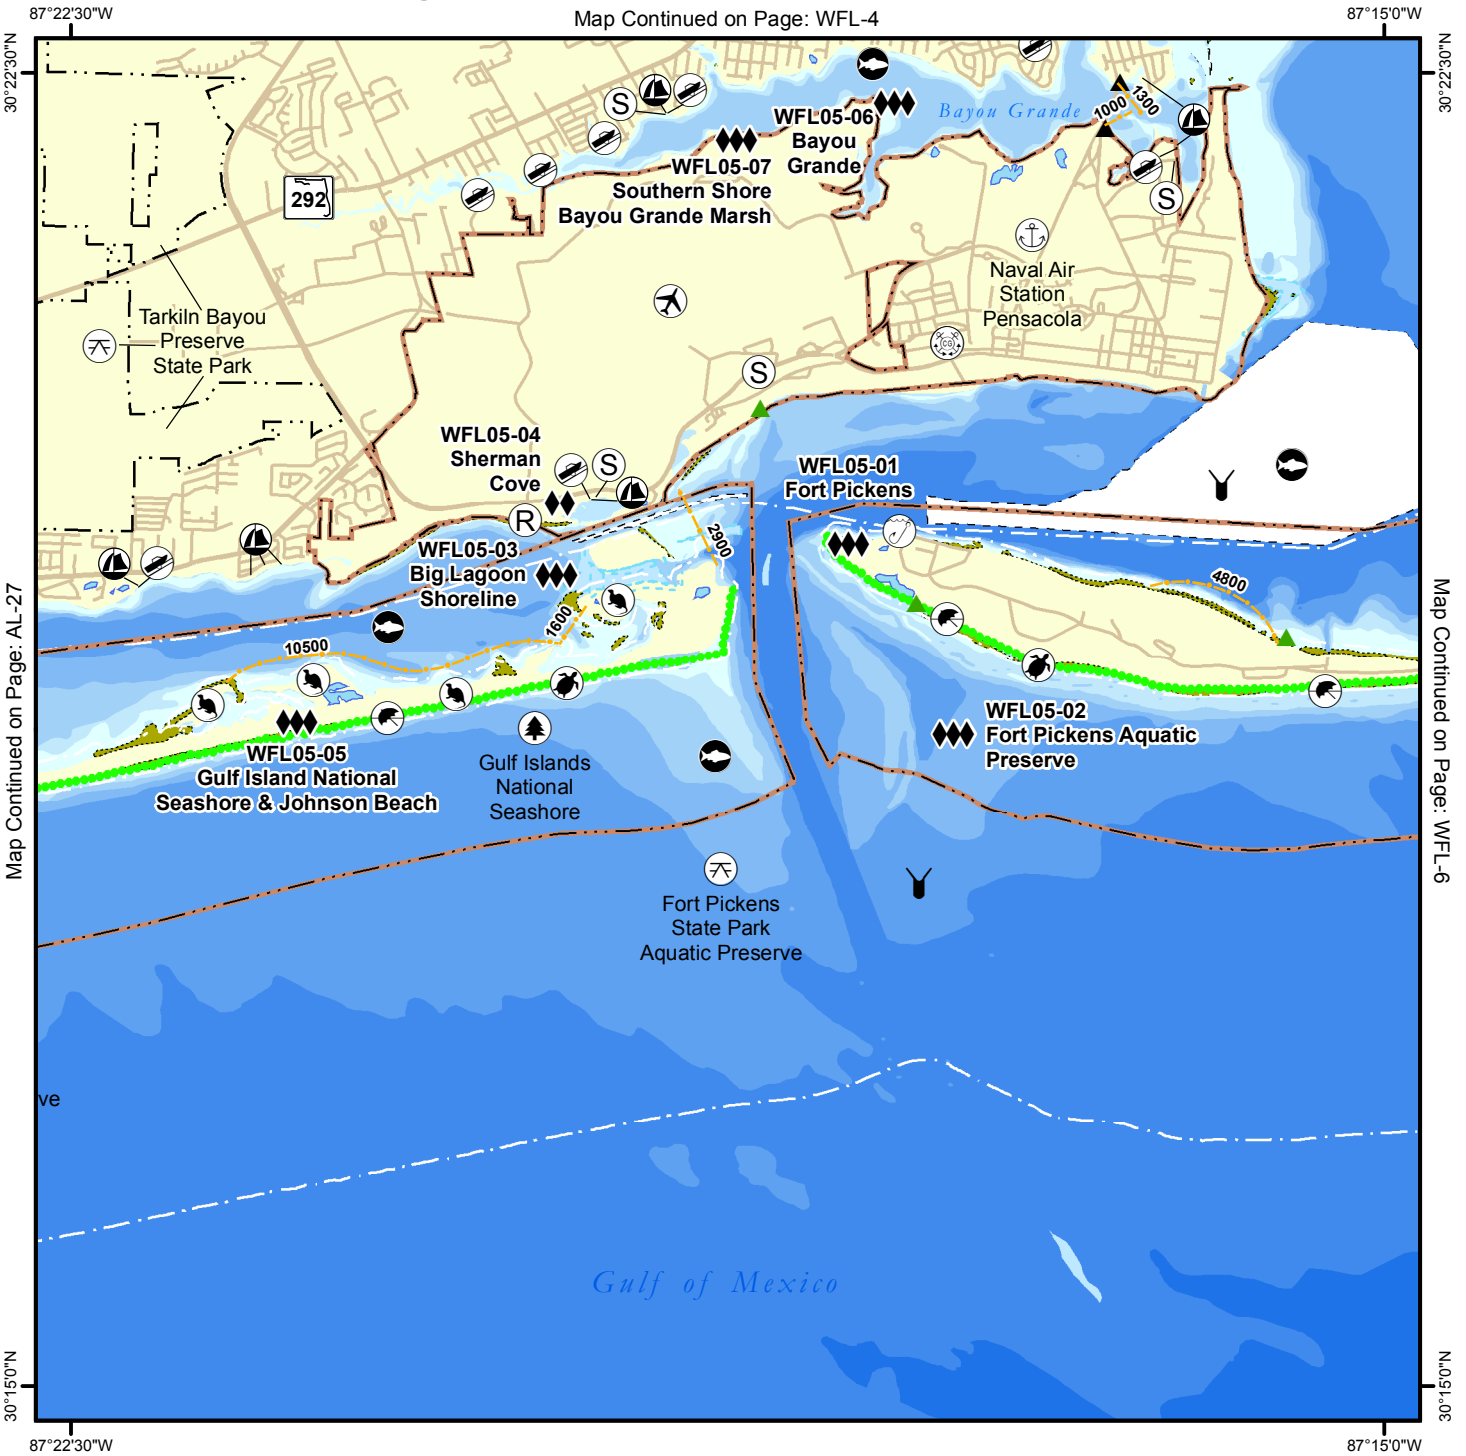 87°22'30"W
Map Continued on Page: WFL-4
87°15'0"W
30°22'30"N
30°22'30"N
Bayou Grande
1000
1300
S
WFL05-06
Bayou
Grande
WFL05-07
Southern Shore
Bayou Grande Marsh
292
S
Naval Air
Station
Pensacola
CG
Tarkiln Bayou
Preserve
State Park
S
WFL05-04
Sherman
Cove
S
R
WFL05-01
Fort Pickens
2900
WFL05-03
Big Lagoon
Shoreline
1600
4800
10500
WFL05-05
Gulf Island National
Seashore & Johnson Beach
Gulf Islands
National
Seashore
WFL05-02
Fort Pickens Aquatic
Preserve
Fort Pickens
State Park
Aquatic Preserve
Map Continued on Page: AL-27
Map Continued on Page: WFL-6
ve
Gulf of Mexico
30°15'0"N
30°15'0"N
87°22'30"W
87°15'0"W